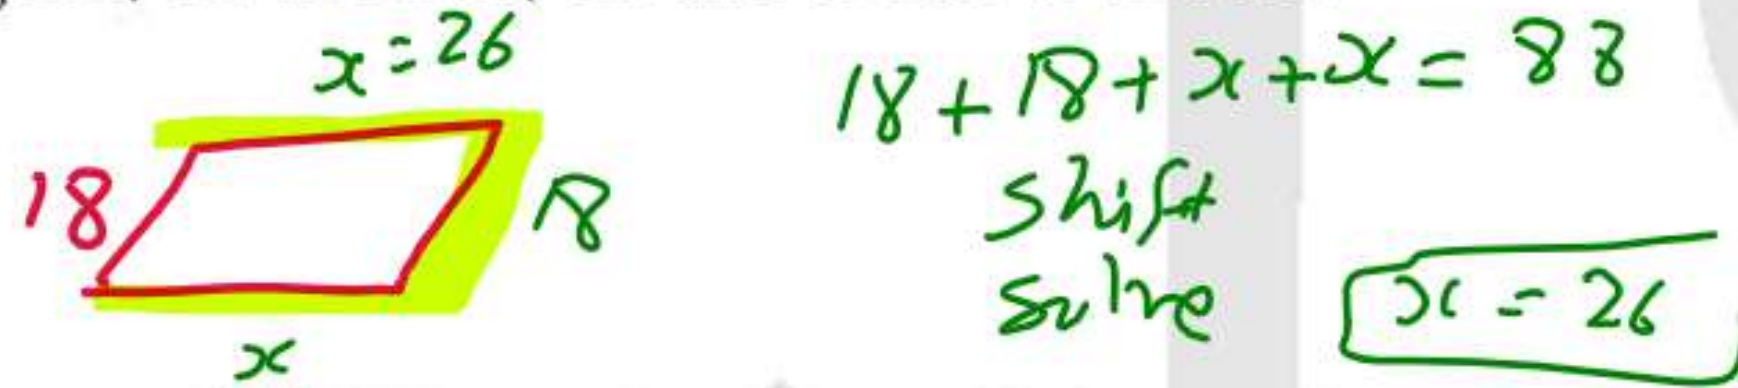 x = 26
18
18
x
18 + 18 + x + x = 88
shift
solve
x = 26